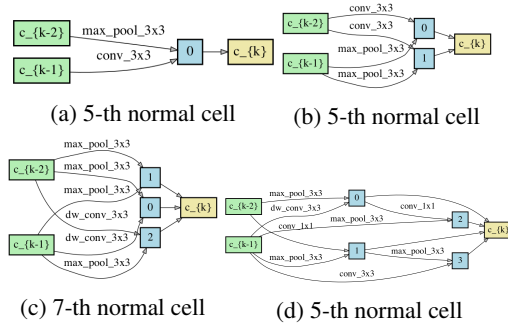 c_{k-2}
max_pool_3x3
0
c_{k}
conv_3x3
c_{k-1}
(a) 5-th normal cell
conv_3x3
c_{k-2}
conv_3x3
0
c_{k}
max_pool_3x3
c_{k-1}
1
max_pool_3x3
(b) 5-th normal cell
max_pool_3x3
c_{k-2}
max_pool_3x3
1
max_pool_3x3
0
c_{k}
dw_conv_3x3
2
dw_conv_3x3
c_{k-1}
max_pool_3x3
(c) 7-th normal cell
max_pool_3x3
0
c_{k-2}
dw_conv_3x3
conv_1x1
conv_1x1
2
max_pool_3x3
c_{k}
c_{k-1}
1
max_pool_3x3
max_pool_3x3
3
conv_3x3
(d) 5-th normal cell